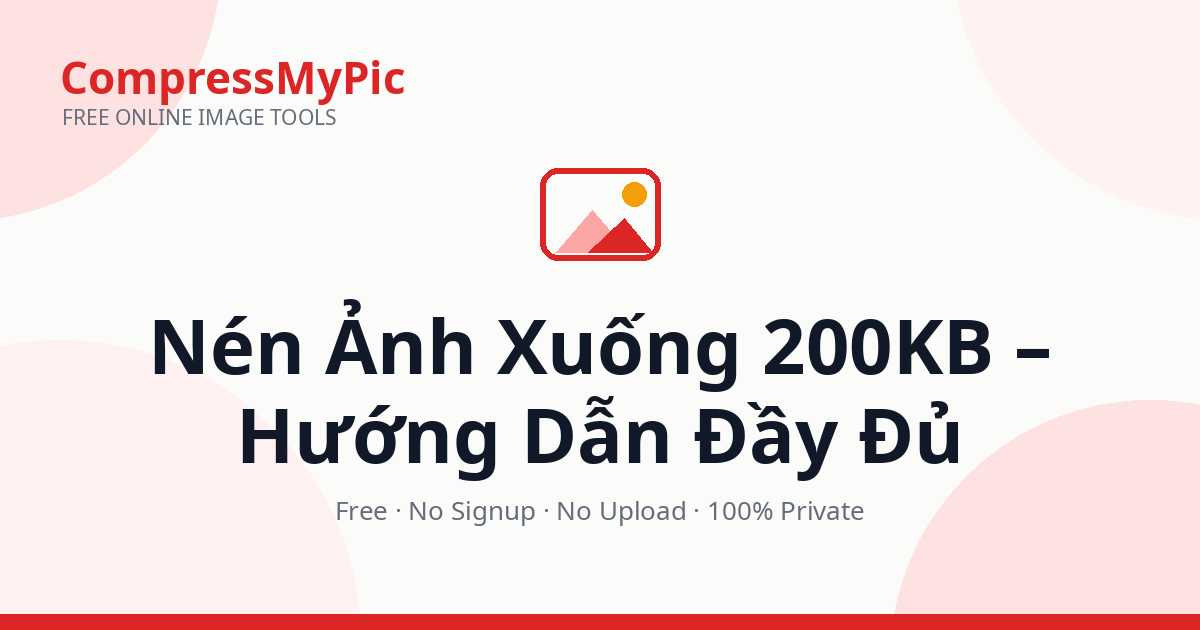 CompressMyPic
FREE ONLINE IMAGE TOOLS
Nén Ảnh Xuống 200KB –
Hướng Dẫn Đầy Đủ
Free · No Signup · No Upload · 100% Private